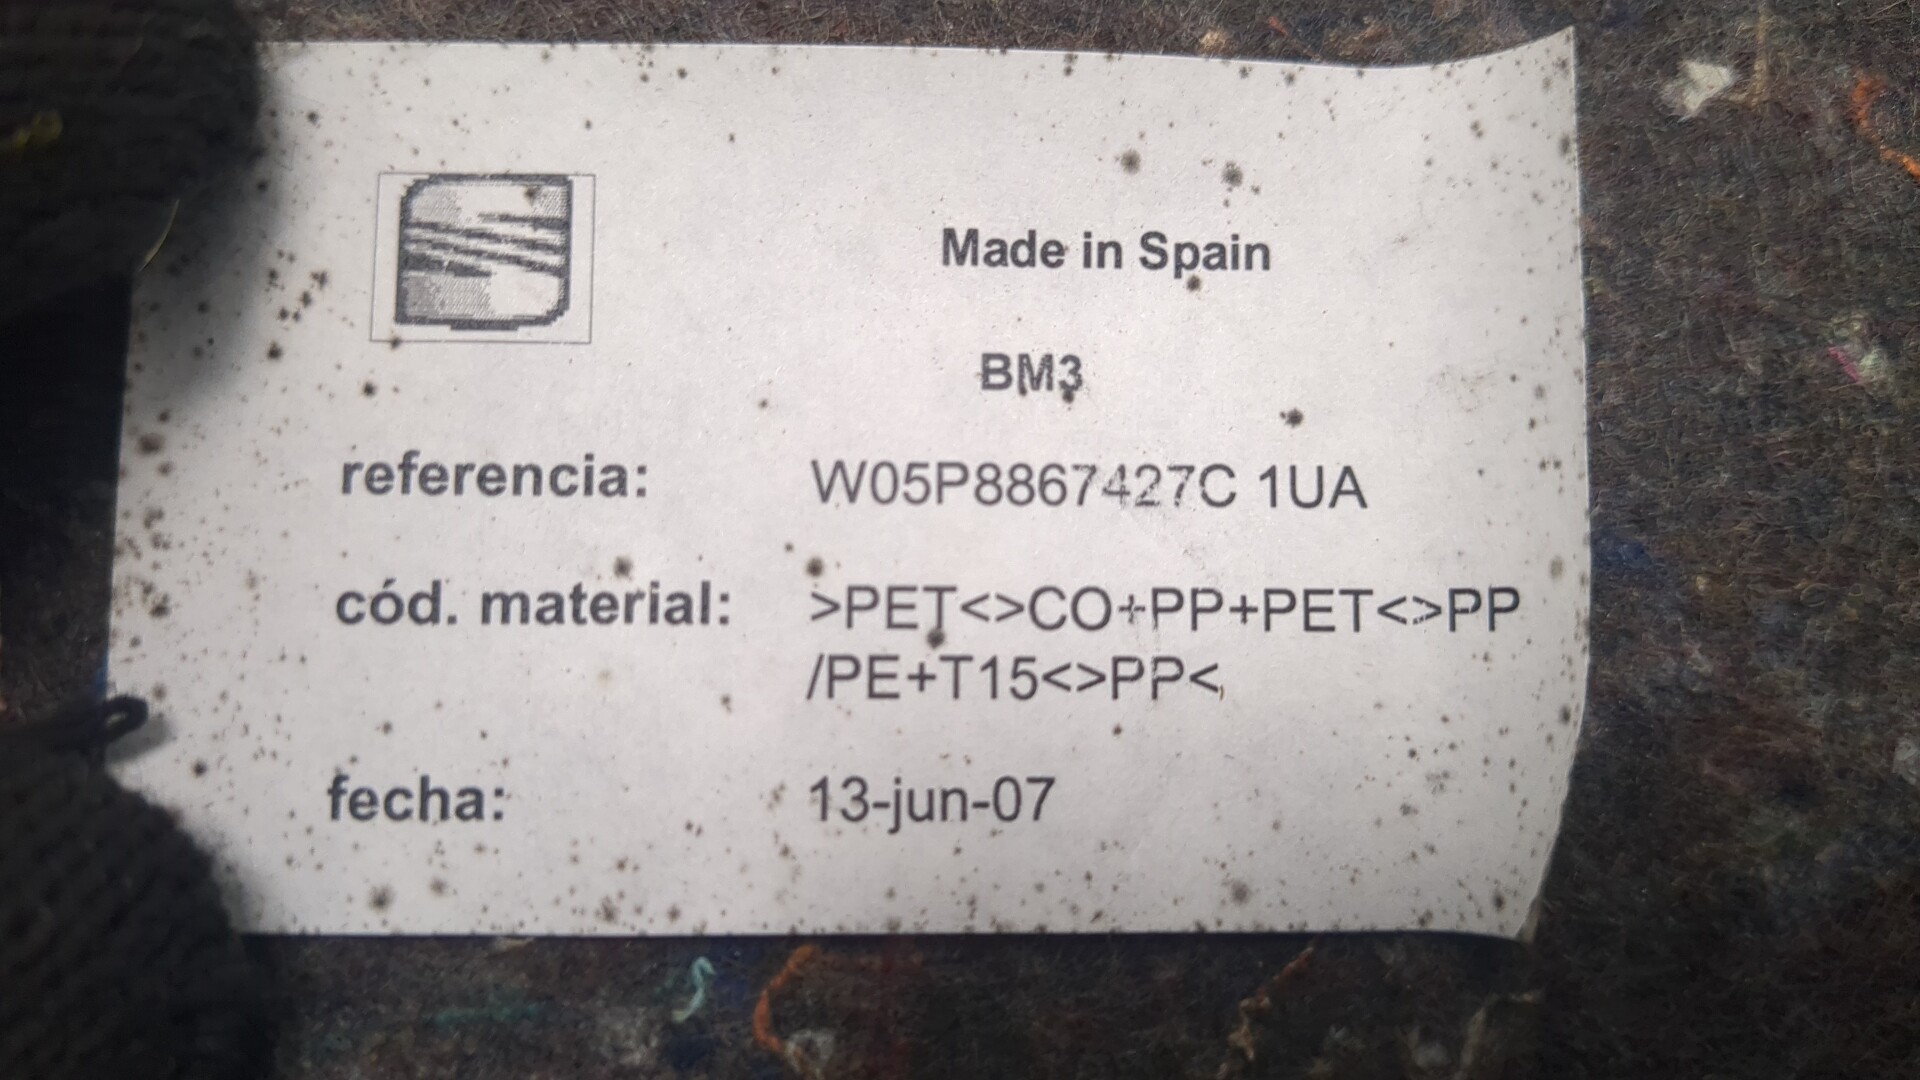 Made in Spain
BM3
referencia: W05P8867427C 1UA
cód. material: >PET<>CO+PP+PET<>PP
/PE+T15<>PP<
fecha: 13-jun-07